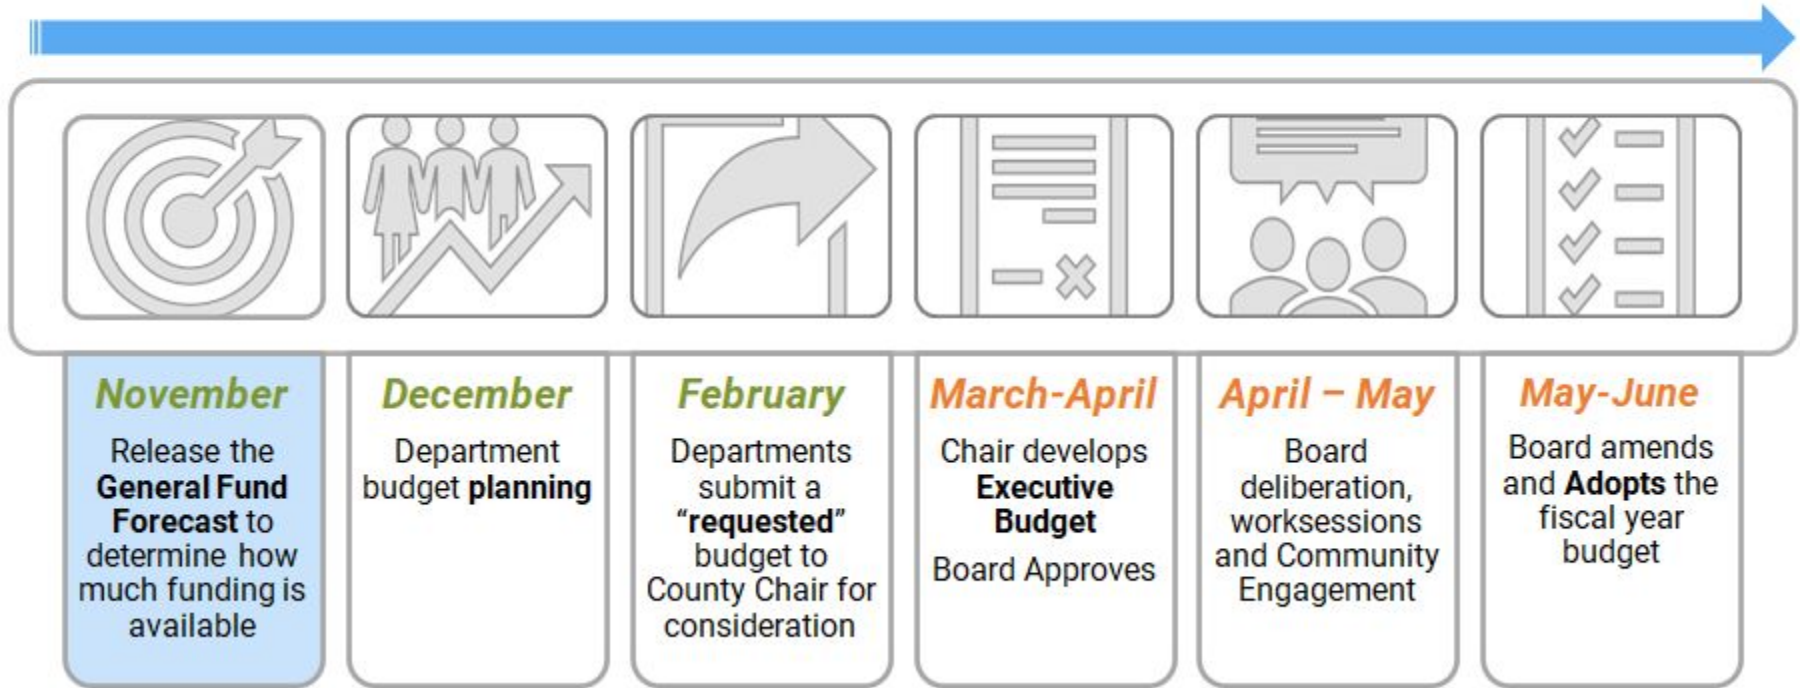 November
Release the
General Fund
Forecast to
determine how
much funding is
available
December
Department
budget planning
February
Departments
submit a
“requested”
budget to
County Chair for
consideration
March-April
Chair develops
Executive
Budget
Board Approves
April – May
Board
deliberation,
worksessions
and Community
Engagement
May-June
Board amends
and Adopts the
fiscal year
budget